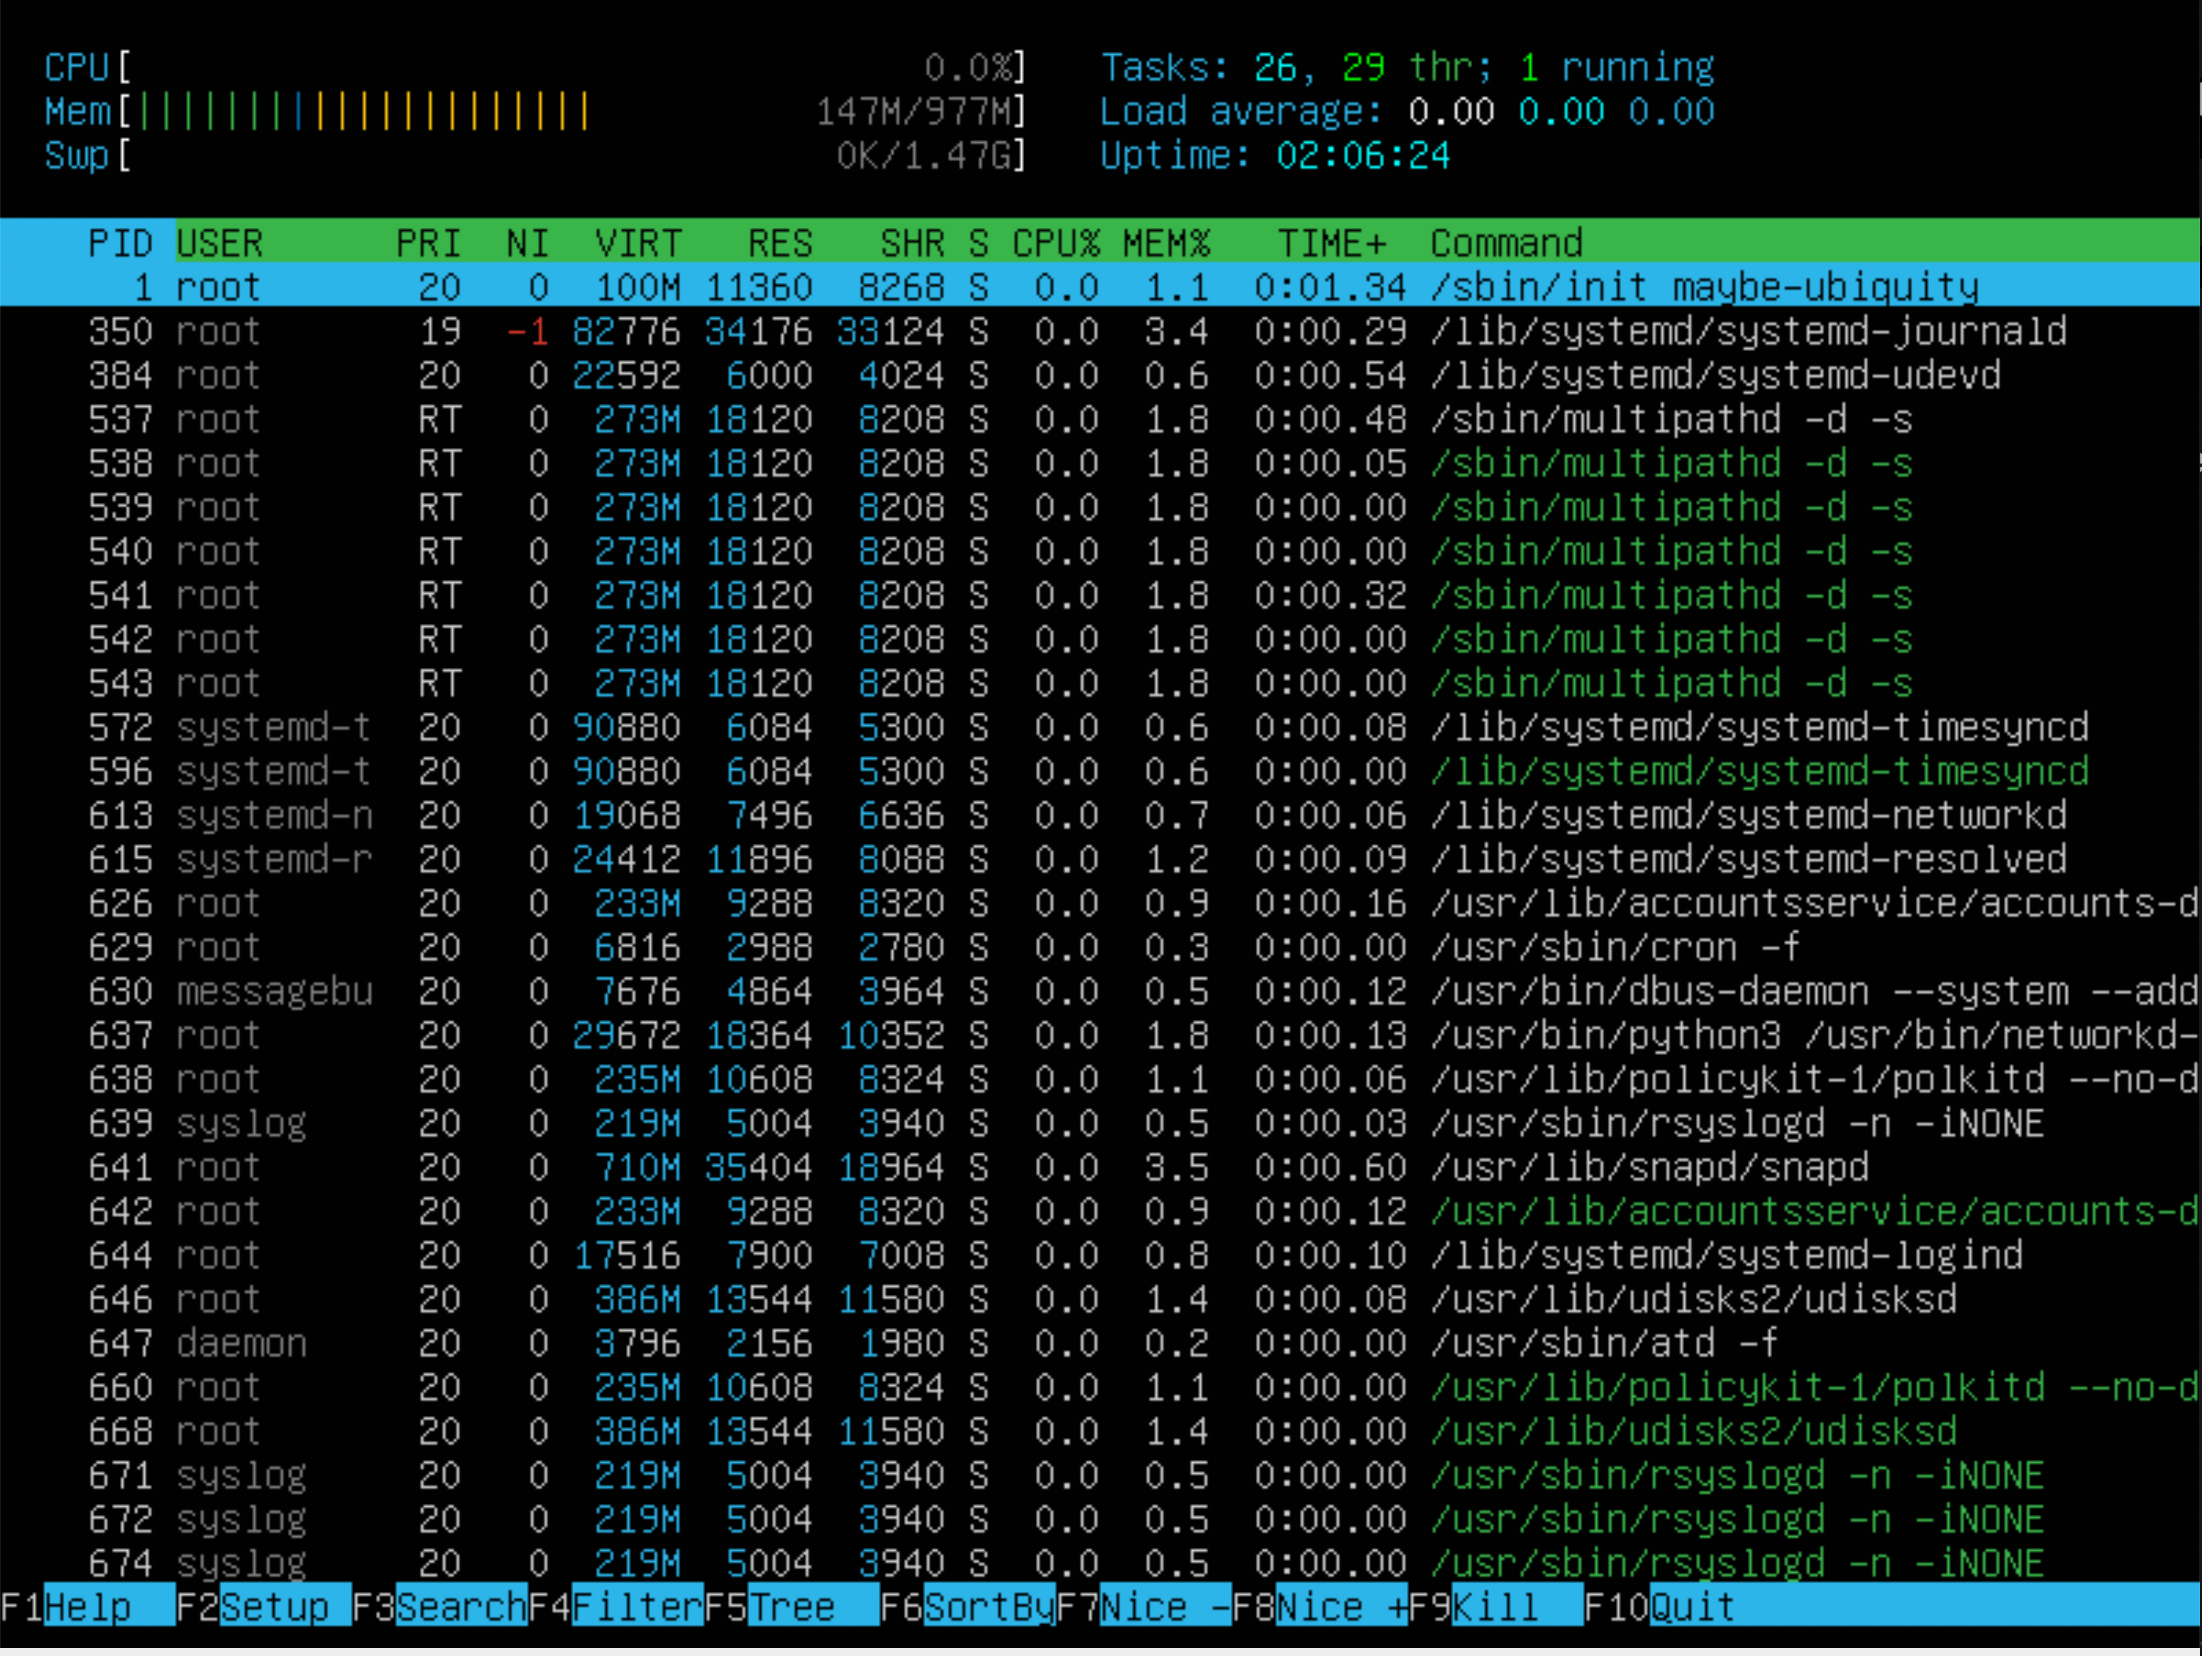 CPU[ 0.0%] Tasks: 26, 29 thr; 1 running
Mem[||||||||||||||||||||| 147M/977M] Load average: 0.00 0.00 0.00
Swp[ 0K/1.47G] Uptime: 02:06:24
PID USER PRI NI VIRT RES SHR S CPU% MEM% TIME+ Command
1 root 20 0 100M 11360 8268 S 0.0 1.1 0:01.34 /sbin/init maybe-ubiquity
350 root 19 -1 82776 34176 33124 S 0.0 3.4 0:00.29 /lib/systemd/systemd-journald
384 root 20 0 22592 6000 4024 S 0.0 0.6 0:00.54 /lib/systemd/systemd-udevd
537 root RT 0 273M 18120 8208 S 0.0 1.8 0:00.48 /sbin/multipathd -d -s
538 root RT 0 273M 18120 8208 S 0.0 1.8 0:00.05 /sbin/multipathd -d -s
539 root RT 0 273M 18120 8208 S 0.0 1.8 0:00.00 /sbin/multipathd -d -s
540 root RT 0 273M 18120 8208 S 0.0 1.8 0:00.00 /sbin/multipathd -d -s
541 root RT 0 273M 18120 8208 S 0.0 1.8 0:00.32 /sbin/multipathd -d -s
542 root RT 0 273M 18120 8208 S 0.0 1.8 0:00.00 /sbin/multipathd -d -s
543 root RT 0 273M 18120 8208 S 0.0 1.8 0:00.00 /sbin/multipathd -d -s
572 systemd-t 20 0 90880 6084 5300 S 0.0 0.6 0:00.08 /lib/systemd/systemd-timesyncd
596 systemd-t 20 0 90880 6084 5300 S 0.0 0.6 0:00.00 /lib/systemd/systemd-timesyncd
613 systemd-n 20 0 19068 7496 6636 S 0.0 0.7 0:00.06 /lib/systemd/systemd-networkd
615 systemd-r 20 0 24412 11896 8088 S 0.0 1.2 0:00.09 /lib/systemd/systemd-resolved
626 root 20 0 233M 9288 8320 S 0.0 0.9 0:00.16 /usr/lib/accountsservice/accounts-d
629 root 20 0 6816 2988 2780 S 0.0 0.3 0:00.00 /usr/sbin/cron -f
630 messagebu 20 0 7676 4864 3964 S 0.0 0.5 0:00.12 /usr/bin/dbus-daemon --system --add
637 root 20 0 29672 18364 10352 S 0.0 1.8 0:00.13 /usr/bin/python3 /usr/bin/networkd-
638 root 20 0 235M 10608 8324 S 0.0 1.1 0:00.06 /usr/lib/policykit-1/polkitd --no-d
639 syslog 20 0 219M 5004 3940 S 0.0 0.5 0:00.03 /usr/sbin/rsyslogd -n -iNONE
641 root 20 0 710M 35404 18964 S 0.0 3.5 0:00.60 /usr/lib/snapd/snapd
642 root 20 0 233M 9288 8320 S 0.0 0.9 0:00.12 /usr/lib/accountsservice/accounts-d
644 root 20 0 17516 7900 7008 S 0.0 0.8 0:00.10 /lib/systemd/systemd-logind
646 root 20 0 386M 13544 11580 S 0.0 1.4 0:00.08 /usr/lib/udisks2/udisksd
647 daemon 20 0 3796 2156 1980 S 0.0 0.2 0:00.00 /usr/sbin/atd -f
660 root 20 0 235M 10608 8324 S 0.0 1.1 0:00.00 /usr/lib/policykit-1/polkitd --no-d
668 root 20 0 386M 13544 11580 S 0.0 1.4 0:00.00 /usr/lib/udisks2/udisksd
671 syslog 20 0 219M 5004 3940 S 0.0 0.5 0:00.00 /usr/sbin/rsyslogd -n -iNONE
672 syslog 20 0 219M 5004 3940 S 0.0 0.5 0:00.00 /usr/sbin/rsyslogd -n -iNONE
674 syslog 20 0 219M 5004 3940 S 0.0 0.5 0:00.00 /usr/sbin/rsyslogd -n -iNONE
F1Help F2Setup F3SearchF4FilterF5Tree F6SortByF7Nice -F8Nice +F9Kill F10Quit